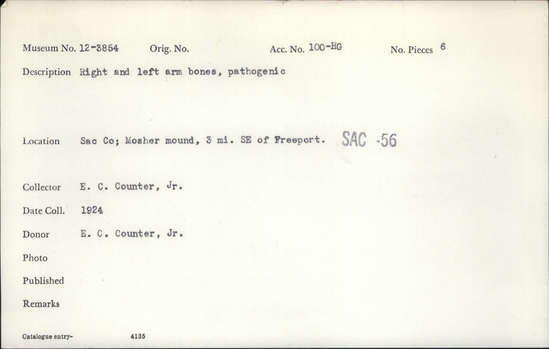 Museum No. 12-3854 Orig. No. Acc. No. 100-HG No. Pieces 6
Description Right and left arm bones, pathogenic
Location Sac Co; Mosher mound, 3 mi. SE of Freeport. SAC -56
Collector E. C. Counter, Jr.
Date Coll. 1924
Donor E. C. Counter, Jr.
Photo
Published
Remarks
Catalogue entry- 4135